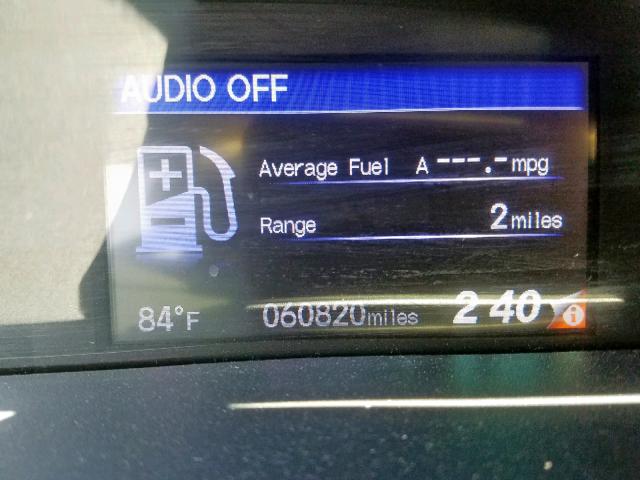 AUDIO OFF
Average Fuel A ---.- mpg
Range 2 miles
84°F 060820 miles 2 40 i